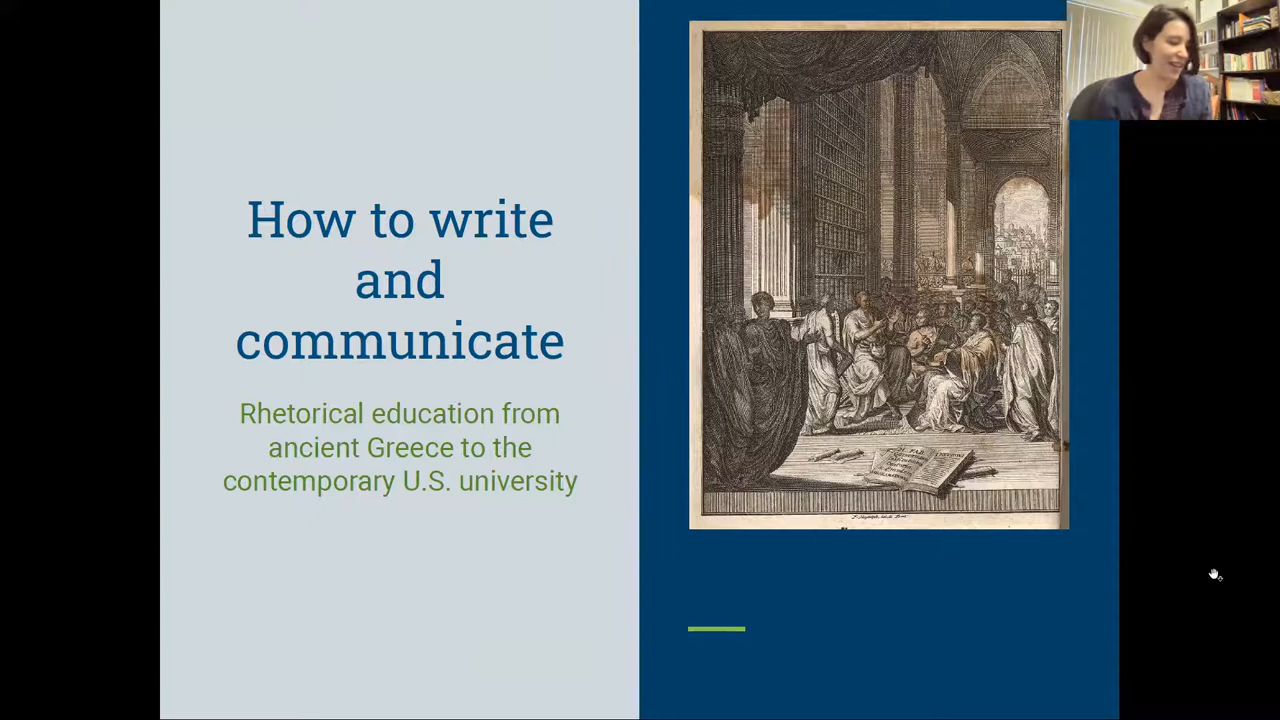 How to write
and
communicate
Rhetorical education from
ancient Greece to the
contemporary U.S. university